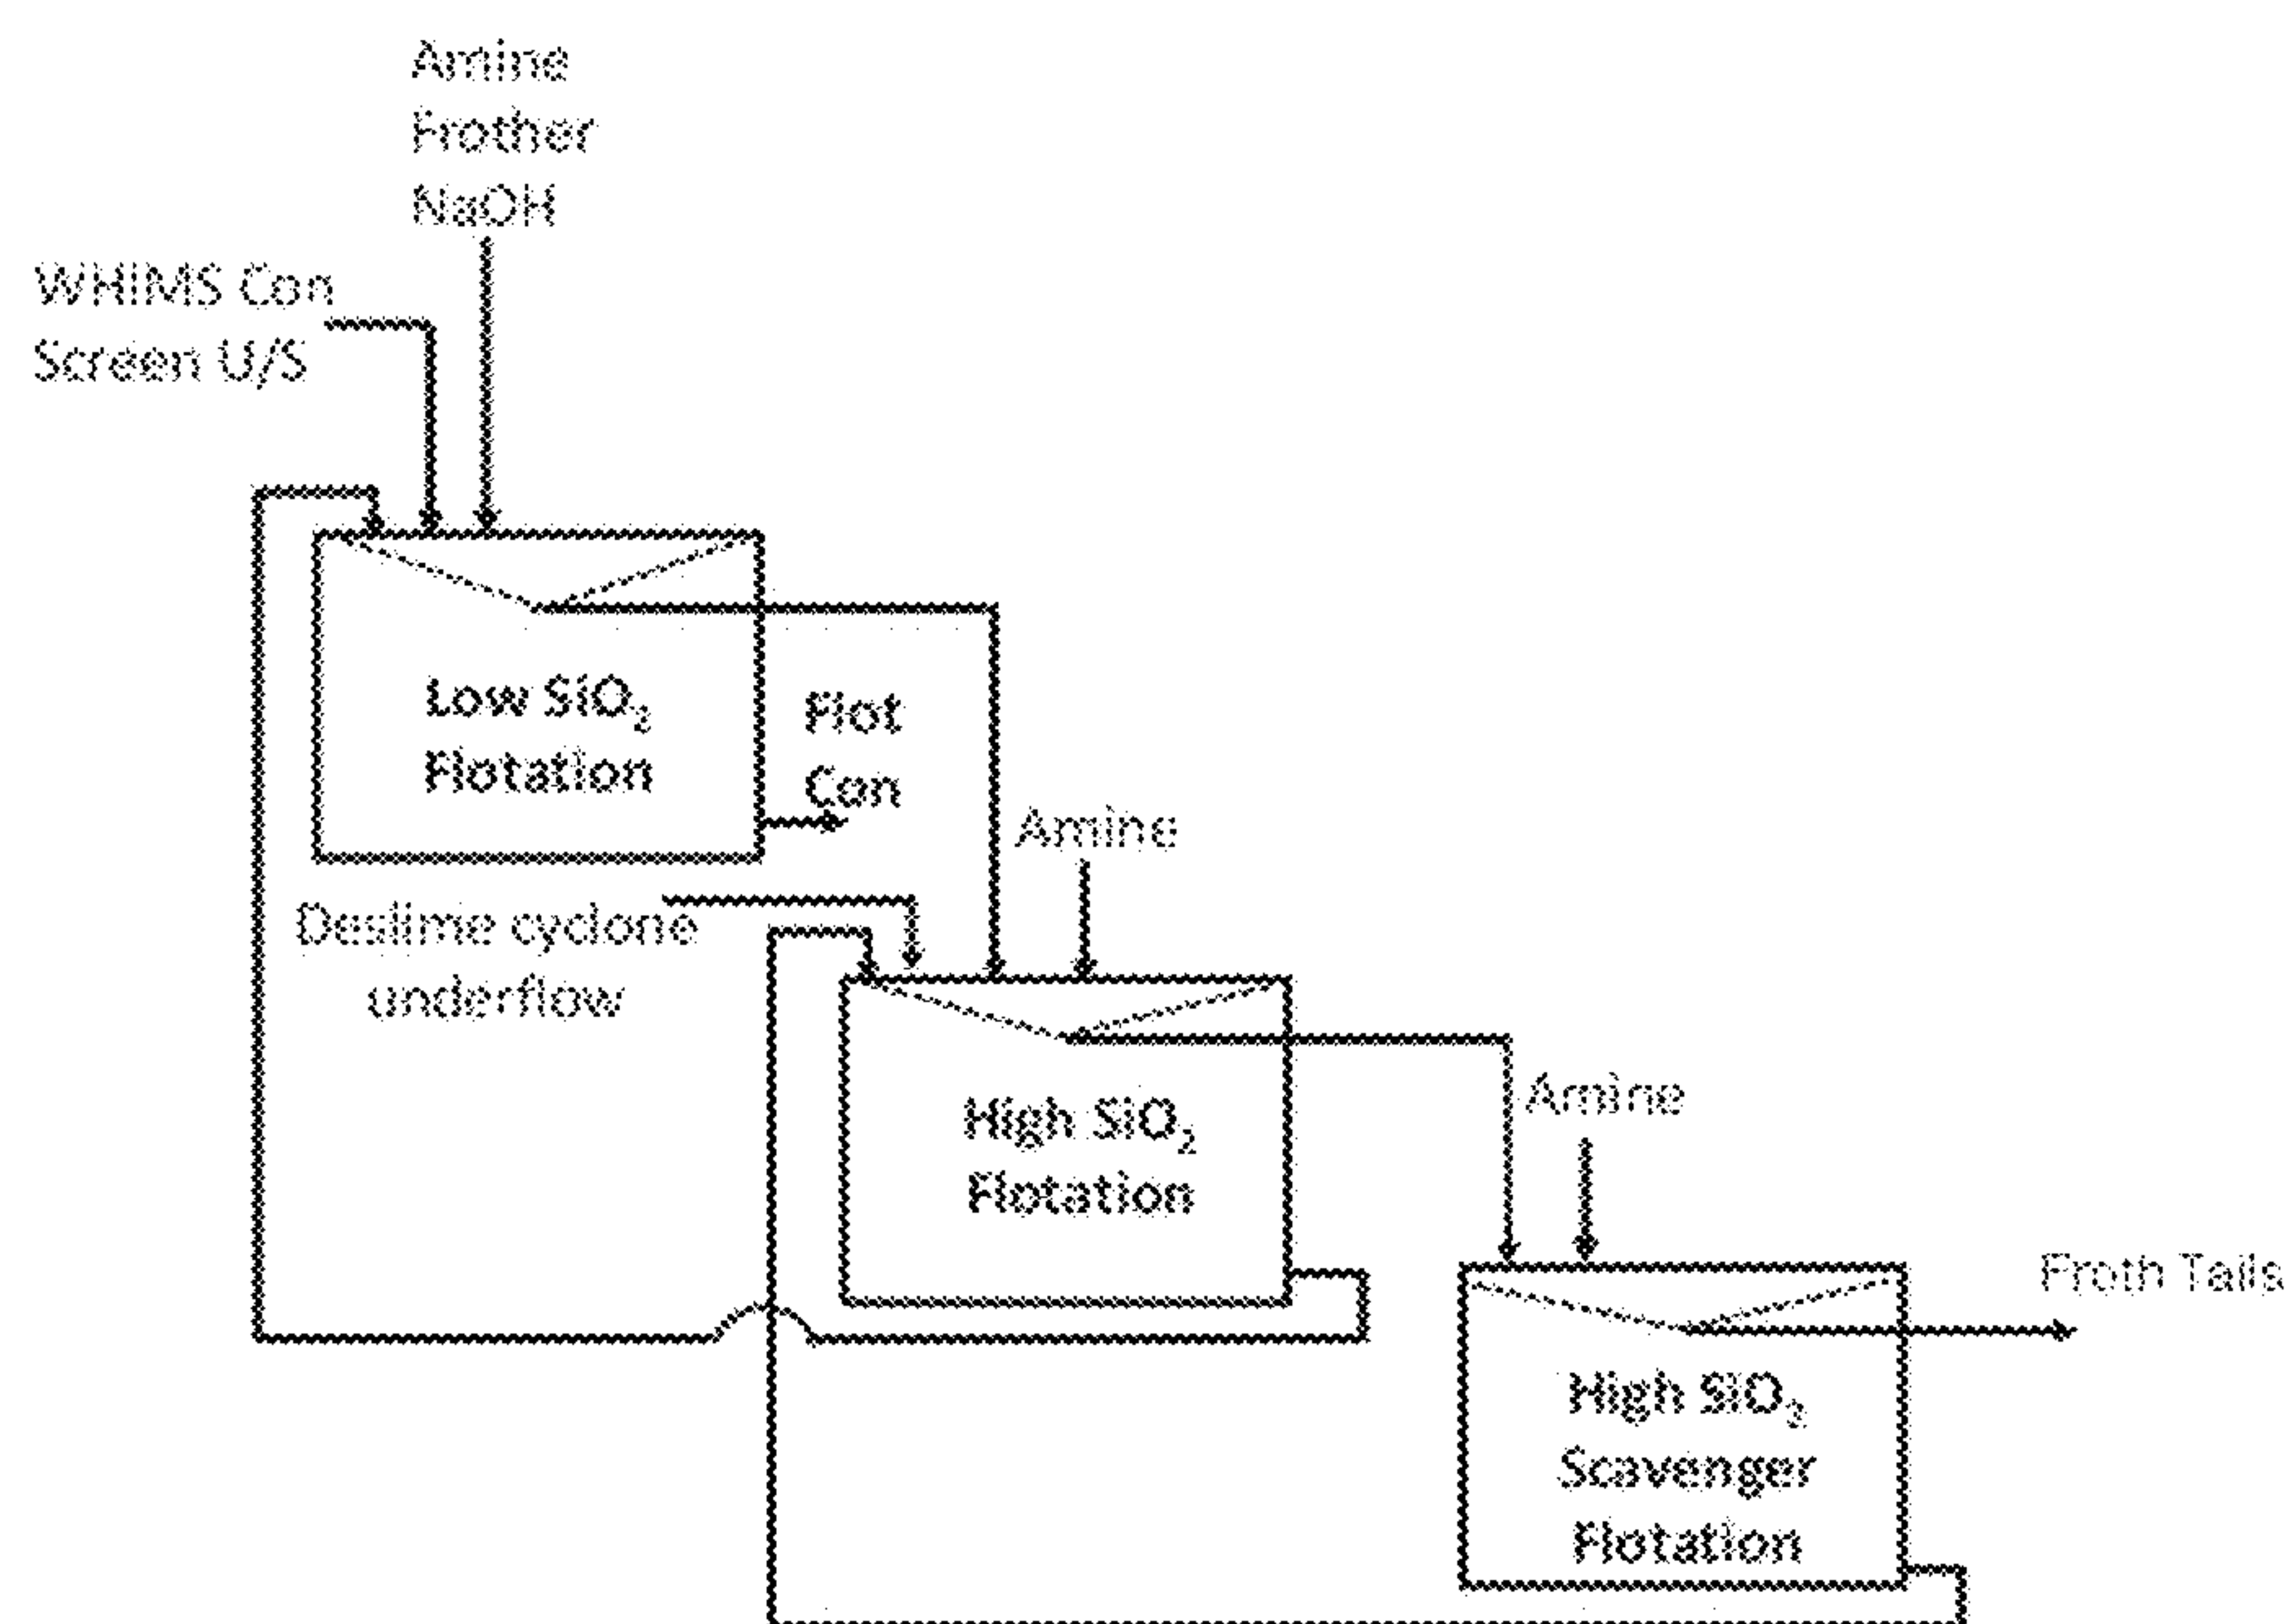 Amine
Frother
NaOH
WHIMS Con
Screen U/S
Low SiO₂
Flotation
Flot
Con
Amine
Deslime cyclone
underflow
High SiO₂
Flotation
Amine
Froth Tails
High SiO₂
Scavenger
Flotation